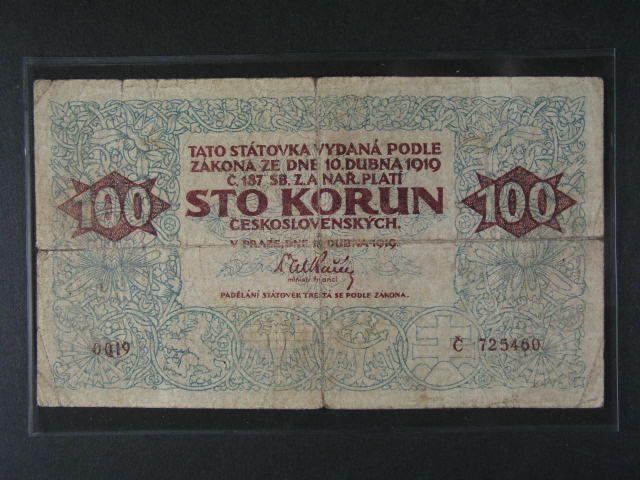 TATO STÁTOVKA VYDANÁ PODLE
ZÁKONA ZE DNE 10. DUBNA 1919
Č. 187 SB. Z. A NAŘ. PLATÍ
100 STO KORUN 100
ČESKOSLOVENSKÝCH.
V PRAZE, DNE 15. DUBNA 1919.
ministr financí
PADĚLÁNÍ STÁTOVEK TRESTÁ SE PODLE ZÁKONA.
0019 Č 725460